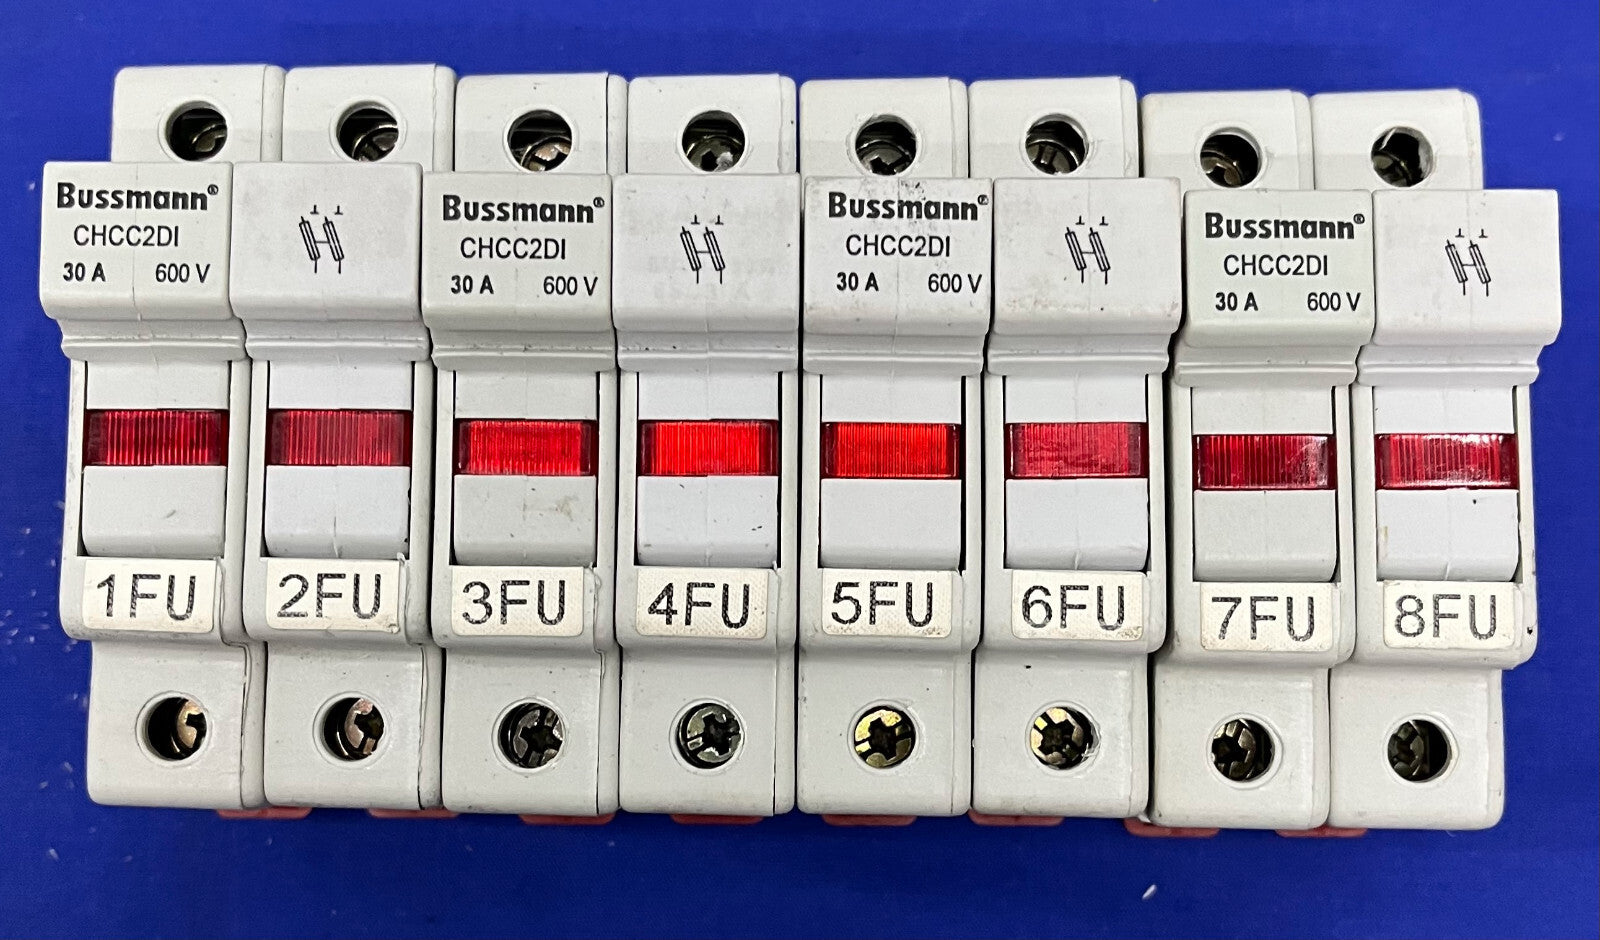 Bussmann®
CHCC2DI
30 A 600 V
Bussmann®
CHCC2DI
30 A 600 V
Bussmann®
CHCC2DI
30 A 600 V
Bussmann®
CHCC2DI
30 A 600 V
1FU 2FU 3FU 4FU 5FU 6FU 7FU 8FU